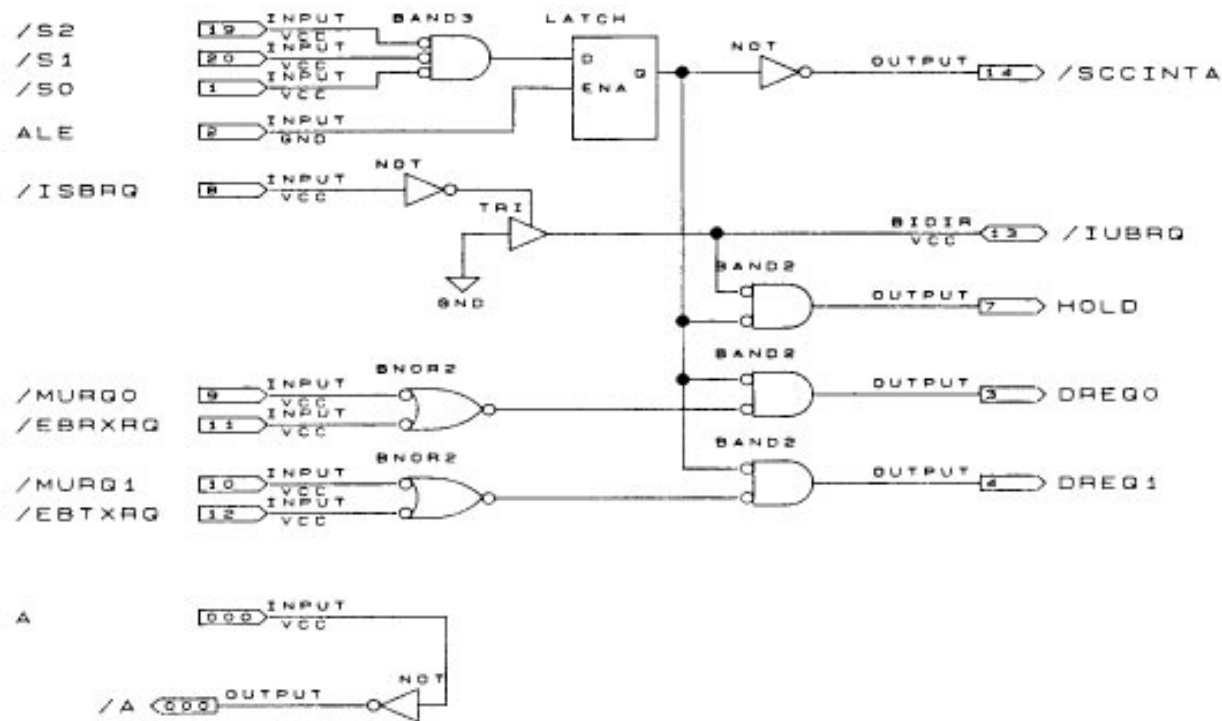 INPUT BAND3 LATCH
/S2 19 VCC
INPUT NOT
/S1 20 VCC D Q OUTPUT 14 /SCCINTA
INPUT
/S0 1 VCC ENA
INPUT
ALE 2 GND
INPUT NOT
/ISBRQ 8 VCC
TRI BIDIR
VCC 13 /IUBRQ
BAND2
GND OUTPUT 7 HOLD
BNOR2 BAND2
INPUT
/MURQ0 9 VCC OUTPUT 3 DREQ0
INPUT
/EBRXRQ 11 VCC
BNOR2 BAND2
INPUT
/MURQ1 10 VCC OUTPUT 4 DREQ1
INPUT
/EBTXRQ 12 VCC
INPUT
A 000 VCC
NOT
/A 000 OUTPUT